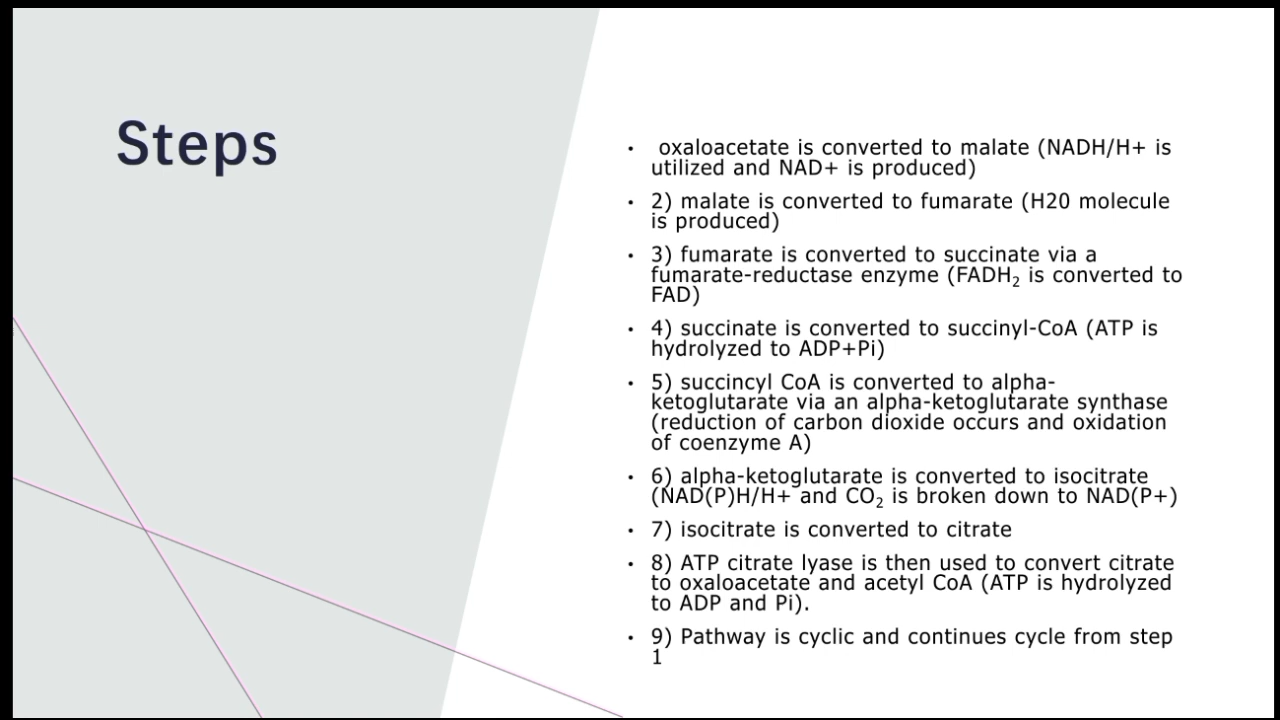 Steps
• oxaloacetate is converted to malate (NADH/H+ is
utilized and NAD+ is produced)
• 2) malate is converted to fumarate (H20 molecule
is produced)
• 3) fumarate is converted to succinate via a
fumarate-reductase enzyme (FADH₂ is converted to
FAD)
• 4) succinate is converted to succinyl-CoA (ATP is
hydrolyzed to ADP+Pi)
• 5) succincyl CoA is converted to alpha-
ketoglutarate via an alpha-ketoglutarate synthase
(reduction of carbon dioxide occurs and oxidation
of coenzyme A)
• 6) alpha-ketoglutarate is converted to isocitrate
(NAD(P)H/H+ and CO₂ is broken down to NAD(P+)
• 7) isocitrate is converted to citrate
• 8) ATP citrate lyase is then used to convert citrate
to oxaloacetate and acetyl CoA (ATP is hydrolyzed
to ADP and Pi).
• 9) Pathway is cyclic and continues cycle from step
1